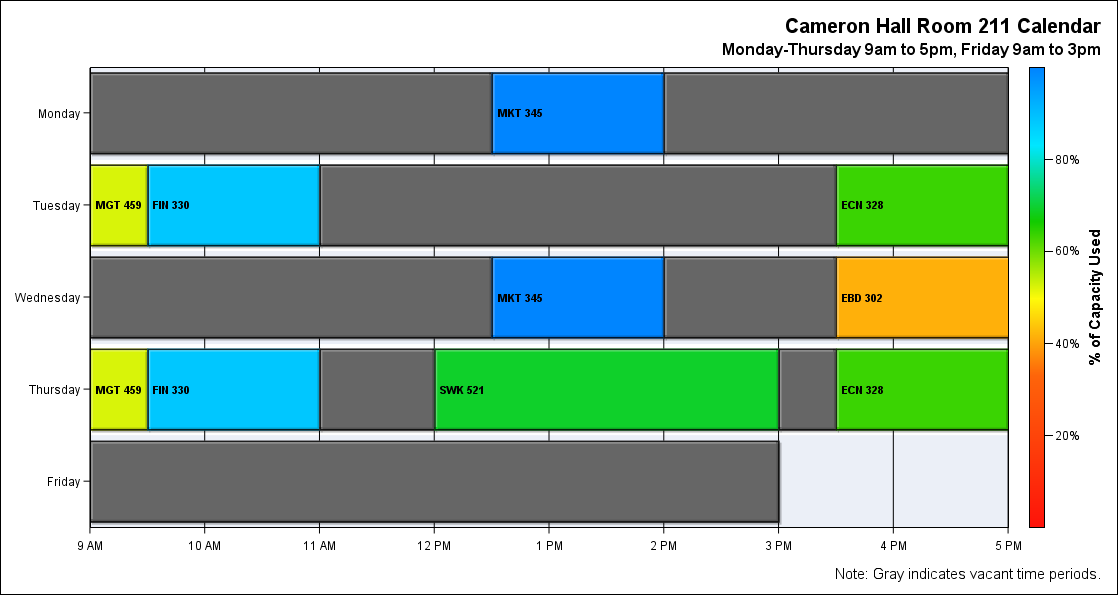 Cameron Hall Room 211 Calendar
Monday-Thursday 9am to 5pm, Friday 9am to 3pm
Monday
MKT 345
Tuesday
MGT 459
FIN 330
ECN 328
Wednesday
MKT 345
EBD 302
Thursday
MGT 459
FIN 330
SWK 521
ECN 328
Friday
9 AM
10 AM
11 AM
12 PM
1 PM
2 PM
3 PM
4 PM
5 PM
80%
60%
40%
20%
% of Capacity Used
Note: Gray indicates vacant time periods.